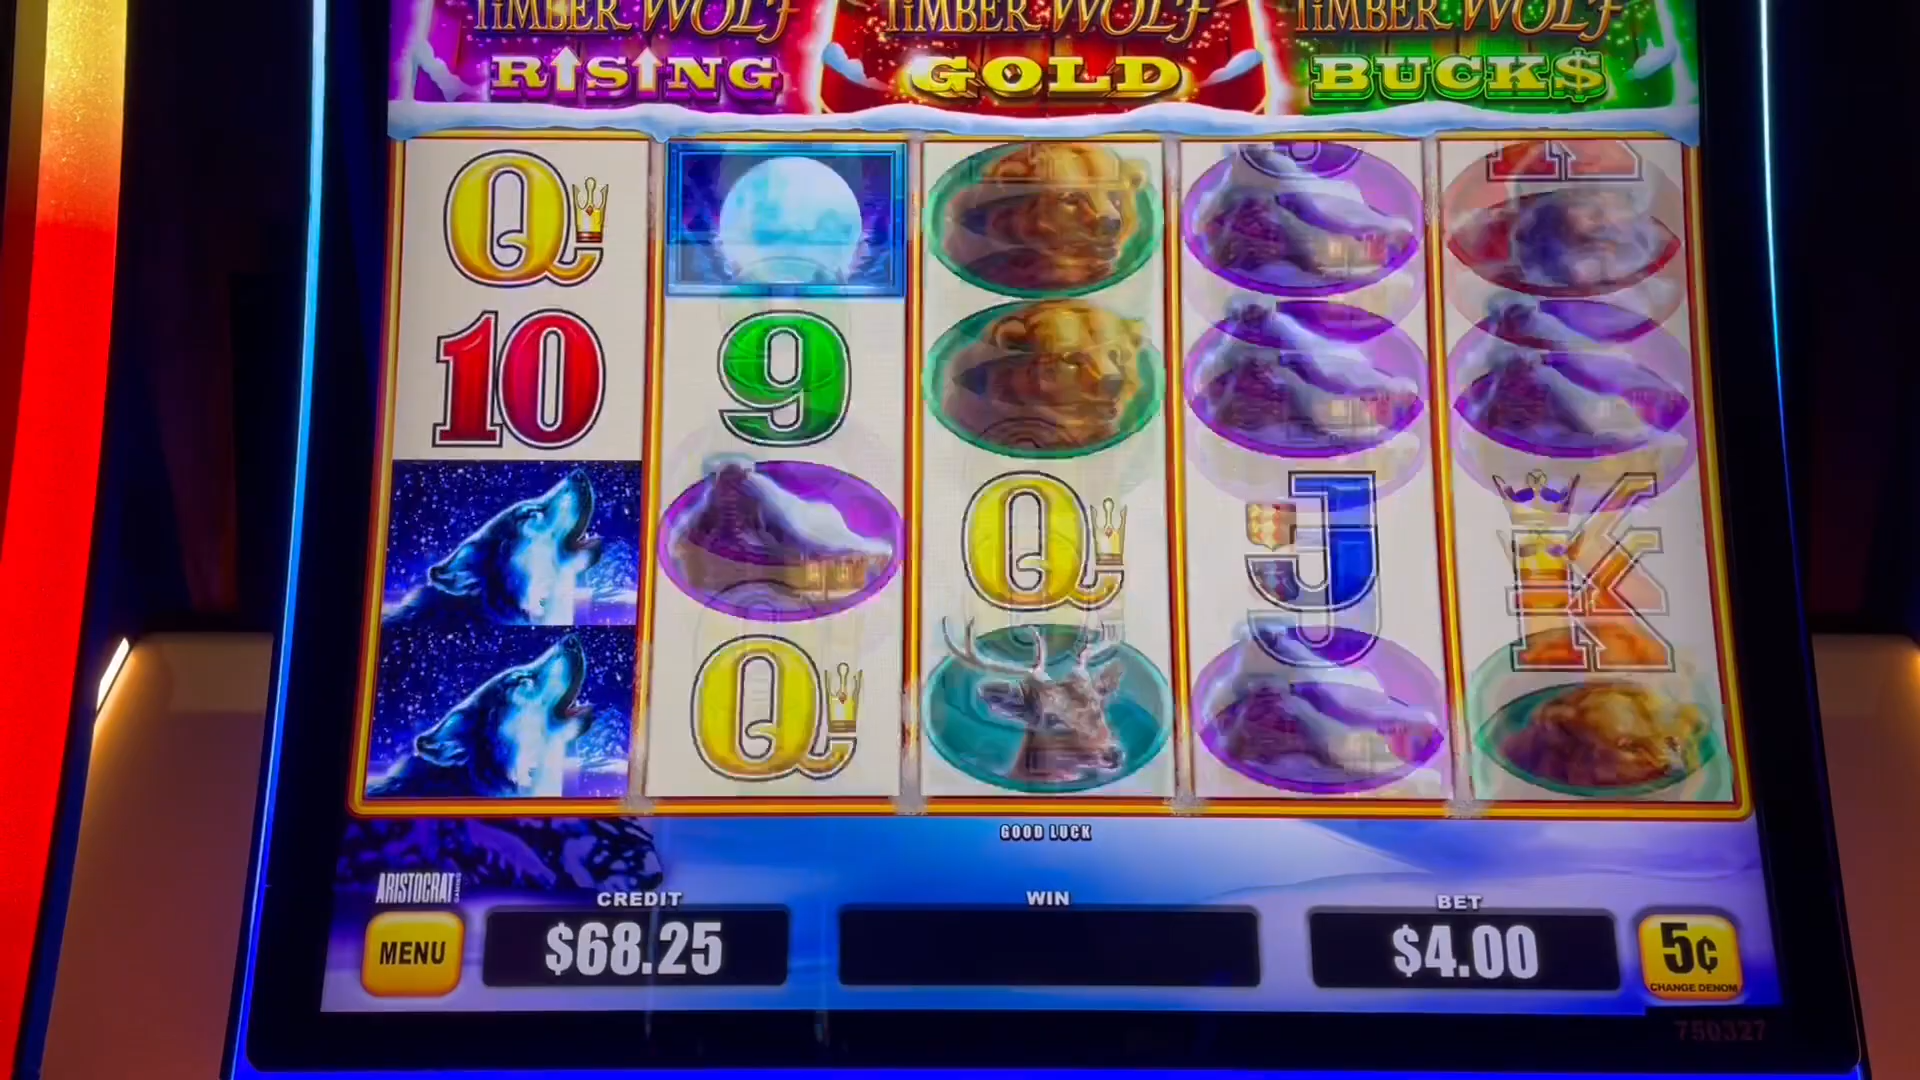 TIMBER WOLF TIMBER WOLF TIMBER WOLF
RISING GOLD BUCK$
Q
10 9
Q J K
Q
GOOD LUCK
ARISTOCRAT
CREDIT WIN BET
MENU $68.25 $4.00 5¢
CHANGE DENOM
750327